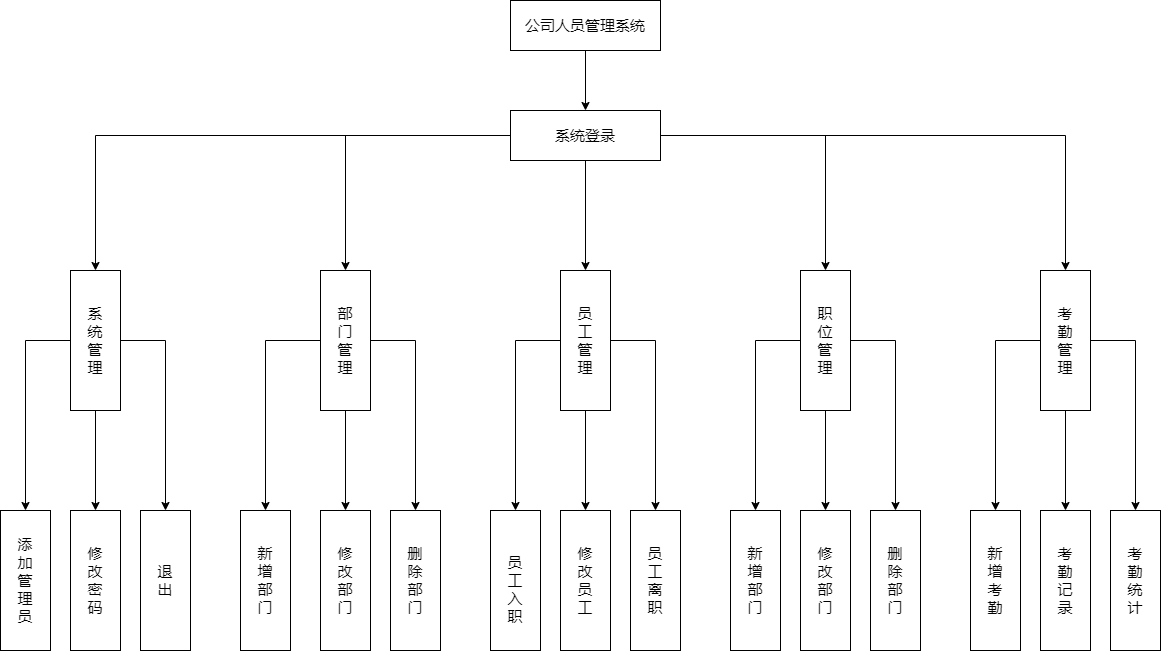 公司人员管理系统
系统登录
系统管理
部门管理
员工管理
职位管理
考勤管理
添加管理员
修改密码
退出
新增部门
修改部门
删除部门
员工入职
修改员工
员工离职
新增部门
修改部门
删除部门
新增考勤
考勤记录
考勤统计